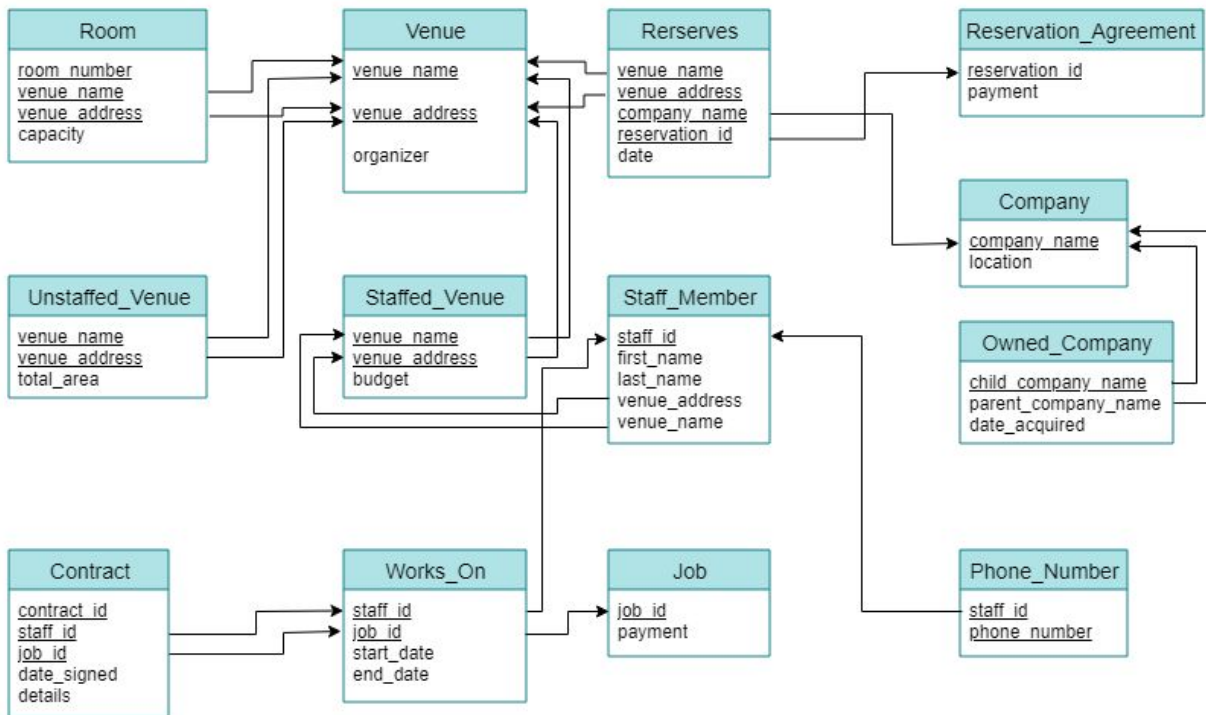 Room
room_number
venue_name
venue_address
capacity
Venue
venue_name
venue_address
organizer
Rerserves
venue_name
venue_address
company_name
reservation_id
date
Reservation_Agreement
reservation_id
payment
Company
company_name
location
Unstaffed_Venue
venue_name
venue_address
total_area
Staffed_Venue
venue_name
venue_address
budget
Staff_Member
staff_id
first_name
last_name
venue_address
venue_name
Owned_Company
child_company_name
parent_company_name
date_acquired
Contract
contract_id
staff_id
job_id
date_signed
details
Works_On
staff_id
job_id
start_date
end_date
Job
job_id
payment
Phone_Number
staff_id
phone_number